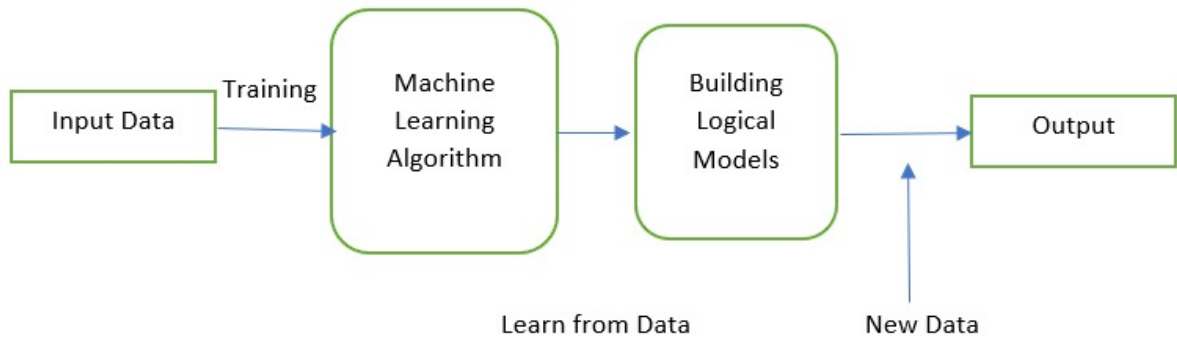 Input Data
Training
Machine
Learning
Algorithm
Building
Logical
Models
Output
Learn from Data
New Data